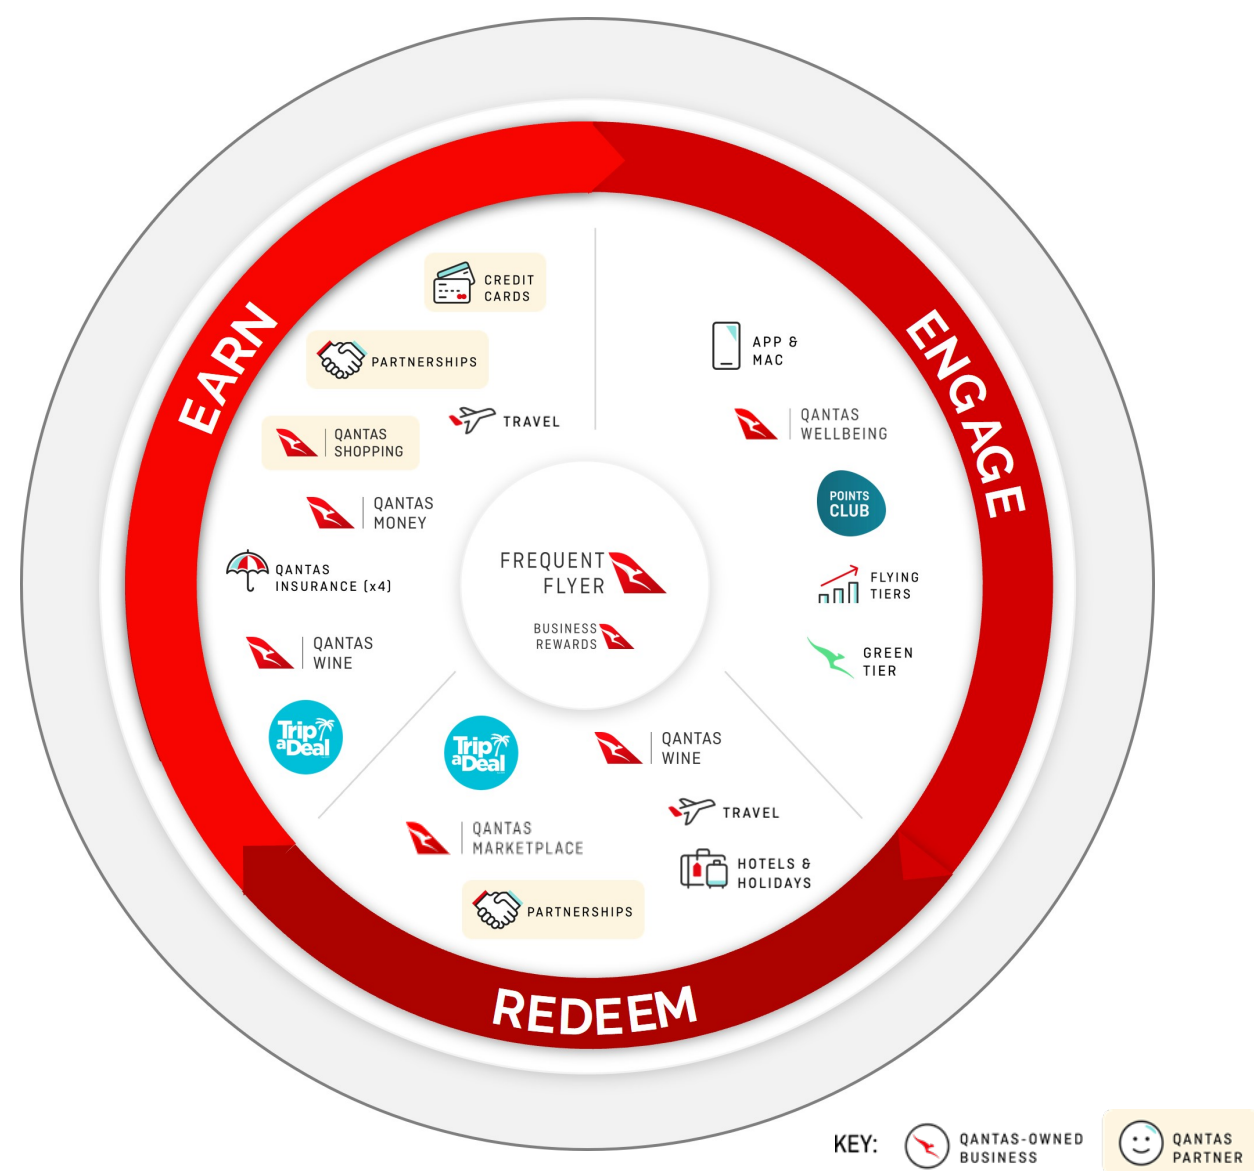 EARN
CREDIT
CARDS
PARTNERSHIPS
TRAVEL
QANTAS
SHOPPING
QANTAS
MONEY
QANTAS
INSURANCE (x4)
QANTAS
WINE
Trip
aDeal
ENGAGE
APP &
MAC
QANTAS
WELLBEING
POINTS
CLUB
FLYING
TIERS
GREEN
TIER
FREQUENT
FLYER
BUSINESS
REWARDS
Trip
aDeal
QANTAS
WINE
TRAVEL
QANTAS
MARKETPLACE
HOTELS &
HOLIDAYS
PARTNERSHIPS
REDEEM
KEY:
QANTAS-OWNED
BUSINESS
QANTAS
PARTNER